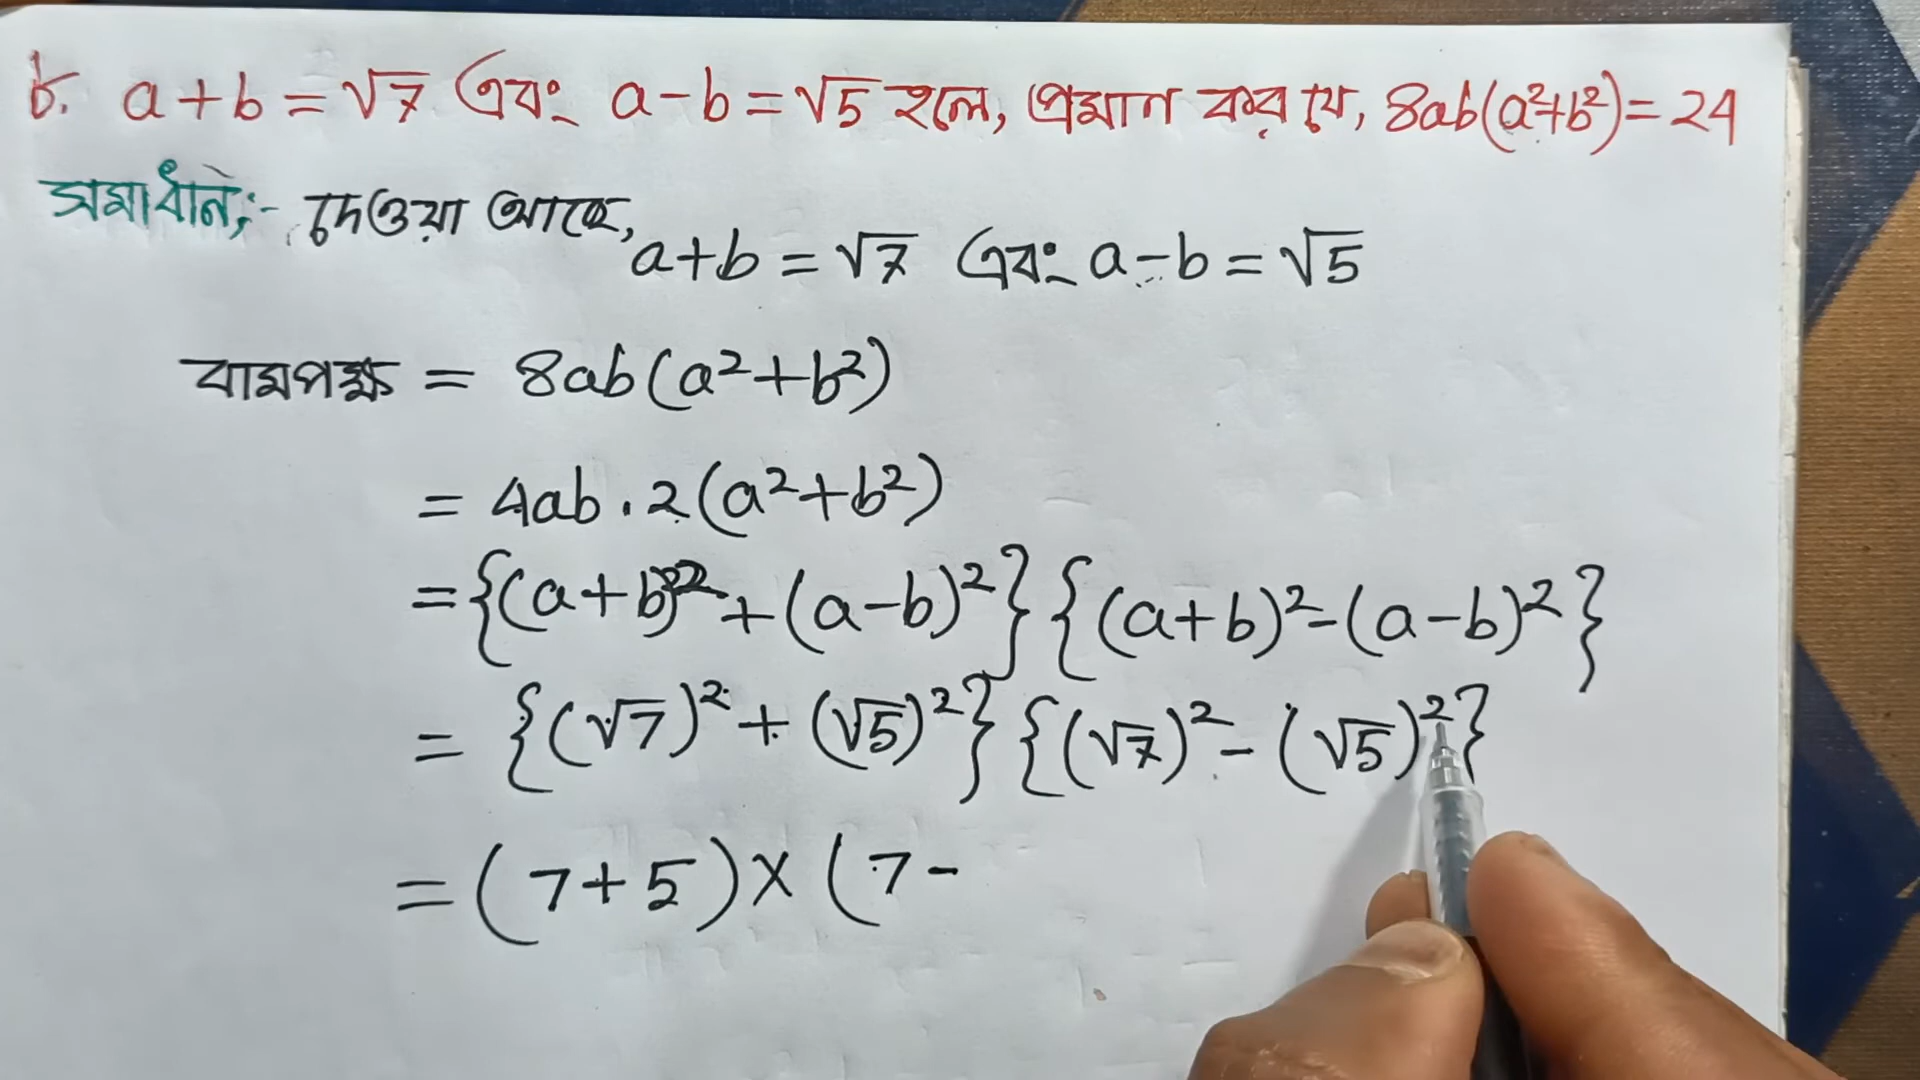 ৮. a+b=√7 এবং a-b=√5 হলে, প্রমান কর যে, 8ab(a²+b²)=24
সমাধান:- দেওয়া আছে,
a+b=√7 এবং a-b=√5
বামপক্ষ = 8ab(a²+b²)
= 4ab.2(a²+b²)
={(a+b)²+(a-b)²}{(a+b)²-(a-b)²}
= {(√7)²+(√5)²}{(√7)²-(√5)²}
=(7+5)×(7-